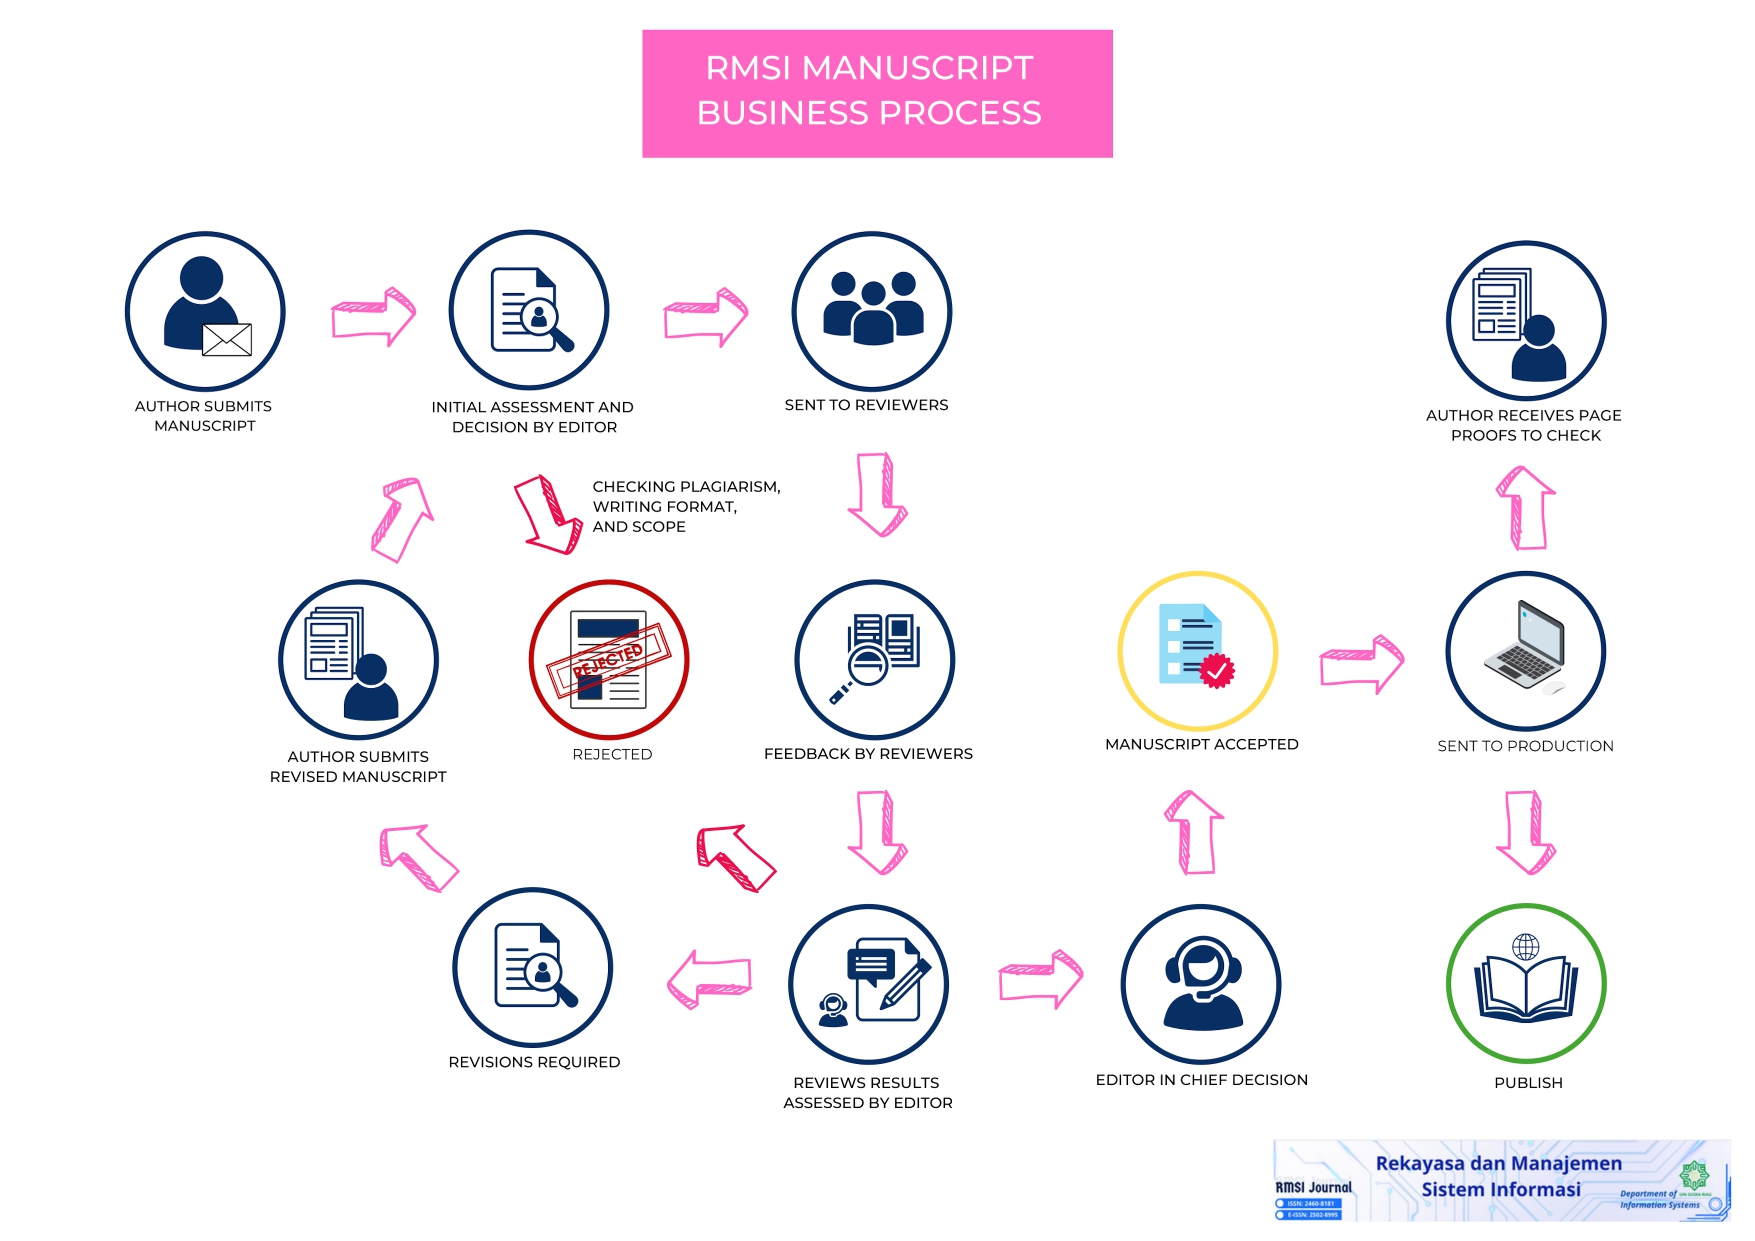 RMSI MANUSCRIPT
BUSINESS PROCESS
AUTHOR SUBMITS
MANUSCRIPT
INITIAL ASSESSMENT AND
DECISION BY EDITOR
SENT TO REVIEWERS
AUTHOR RECEIVES PAGE
PROOFS TO CHECK
CHECKING PLAGIARISM,
WRITING FORMAT,
AND SCOPE
REJECTED
AUTHOR SUBMITS
REVISED MANUSCRIPT
REJECTED
FEEDBACK BY REVIEWERS
MANUSCRIPT ACCEPTED
SENT TO PRODUCTION
REVISIONS REQUIRED
REVIEWS RESULTS
ASSESSED BY EDITOR
EDITOR IN CHIEF DECISION
PUBLISH
Rekayasa dan Manajemen
Sistem Informasi
RMSI Journal
ISSN: 2460-8181
E-ISSN: 2502-8995
UIN SUSKA RIAU
Department of
Information Systems